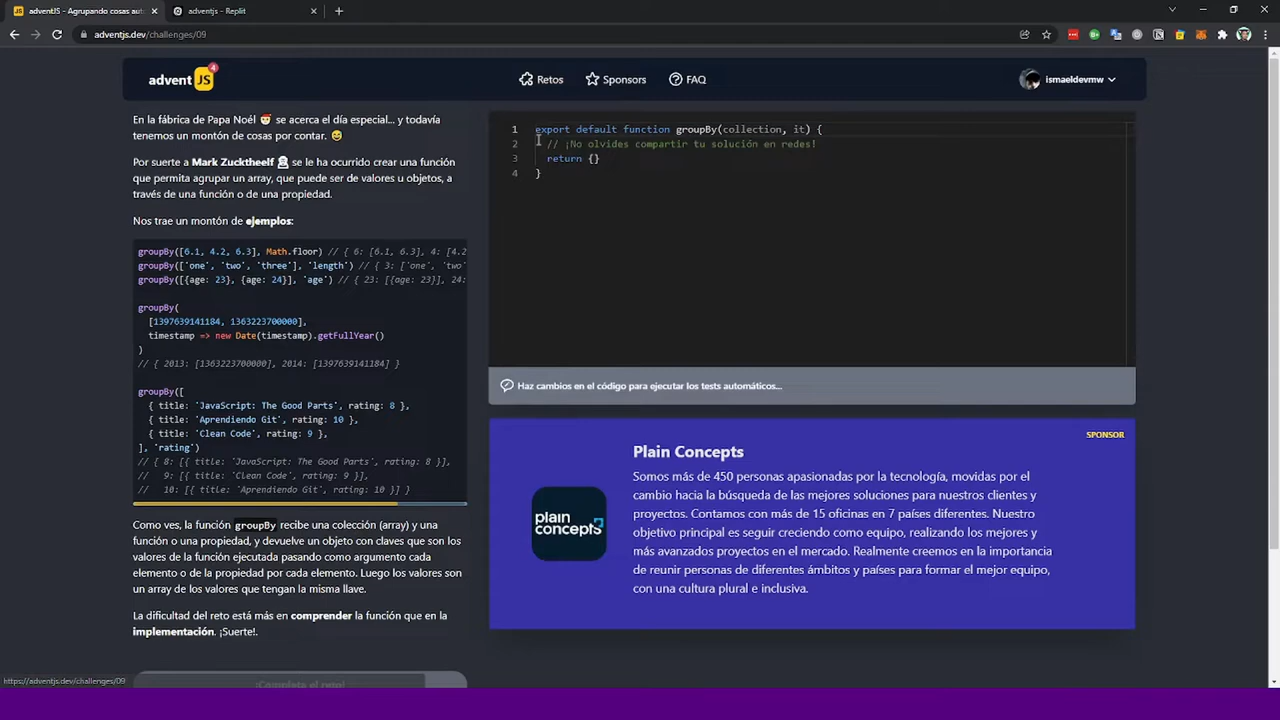 adventJS - Agrupando cosas aut
adventjs - Replit
adventjs.dev/challenges/09
advent JS 4
Retos
Sponsors
FAQ
ismaeldevmw
En la fábrica de Papa Noél 🎅 se acerca el día especial... y todavía
tenemos un montón de cosas por contar. 😅
Por suerte a Mark Zucktheelf 👨🏻‍🎄 se le ha ocurrido crear una función
que permita agrupar un array, que puede ser de valores u objetos, a
través de una función o de una propiedad.
Nos trae un montón de ejemplos:
groupBy([6.1, 4.2, 6.3], Math.floor) // { 6: [6.1, 6.3], 4: [4.2
groupBy(['one', 'two', 'three'], 'length') // { 3: ['one', 'two'
groupBy([{age: 23}, {age: 24}], 'age') // { 23: [{age: 23}], 24:
groupBy(
[1397639141184, 1363223700000],
timestamp => new Date(timestamp).getFullYear()
)
// { 2013: [1363223700000], 2014: [1397639141184] }
groupBy([
{ title: 'JavaScript: The Good Parts', rating: 8 },
{ title: 'Aprendiendo Git', rating: 10 },
{ title: 'Clean Code', rating: 9 },
], 'rating')
// { 8: [{ title: 'JavaScript: The Good Parts', rating: 8 }],
//   9: [{ title: 'Clean Code', rating: 9 }],
//   10: [{ title: 'Aprendiendo Git', rating: 10 }] }
Como ves, la función groupBy recibe una colección (array) y una
función o una propiedad, y devuelve un objeto con claves que son los
valores de la función ejecutada pasando como argumento cada
elemento o de la propiedad por cada elemento. Luego los valores son
un array de los valores que tengan la misma llave.
La dificultad del reto está más en comprender la función que en la
implementación. ¡Suerte!.
¡Completa el reto!
https://adventjs.dev/challenges/09
1 export default function groupBy(collection, it) {
2 // ¡No olvides compartir tu solución en redes!
3 return {}
4 }
Haz cambios en el código para ejecutar los tests automáticos...
SPONSOR
plain concepts
Plain Concepts
Somos más de 450 personas apasionadas por la tecnología, movidas por el
cambio hacia la búsqueda de las mejores soluciones para nuestros clientes y
proyectos. Contamos con más de 15 oficinas en 7 países diferentes. Nuestro
objetivo principal es seguir creciendo como equipo, realizando los mejores y
más avanzados proyectos en el mercado. Realmente creemos en la importancia
de reunir personas de diferentes ámbitos y países para formar el mejor equipo,
con una cultura plural e inclusiva.